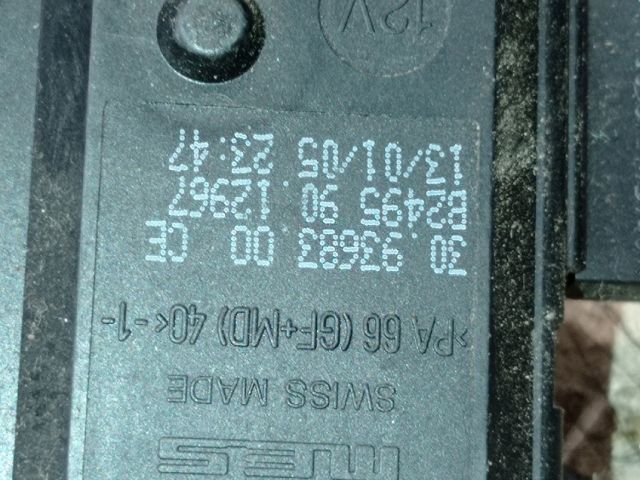 MES
SWISS MADE
>PA 66 (GF+MD) 40<-1-
30 93683.00 CE
82495 90.12967
13/01/05 23:47
12V